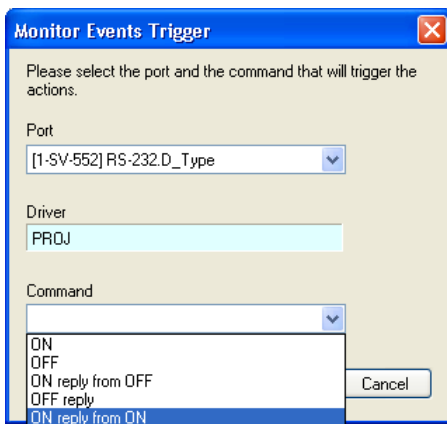 Monitor Events Trigger
Please select the port and the command that will trigger the
actions.
Port
[1-SV-552] RS-232.D_Type
Driver
PROJ
Command
ON
OFF
ON reply from OFF
OFF reply
Cancel
ON reply from ON